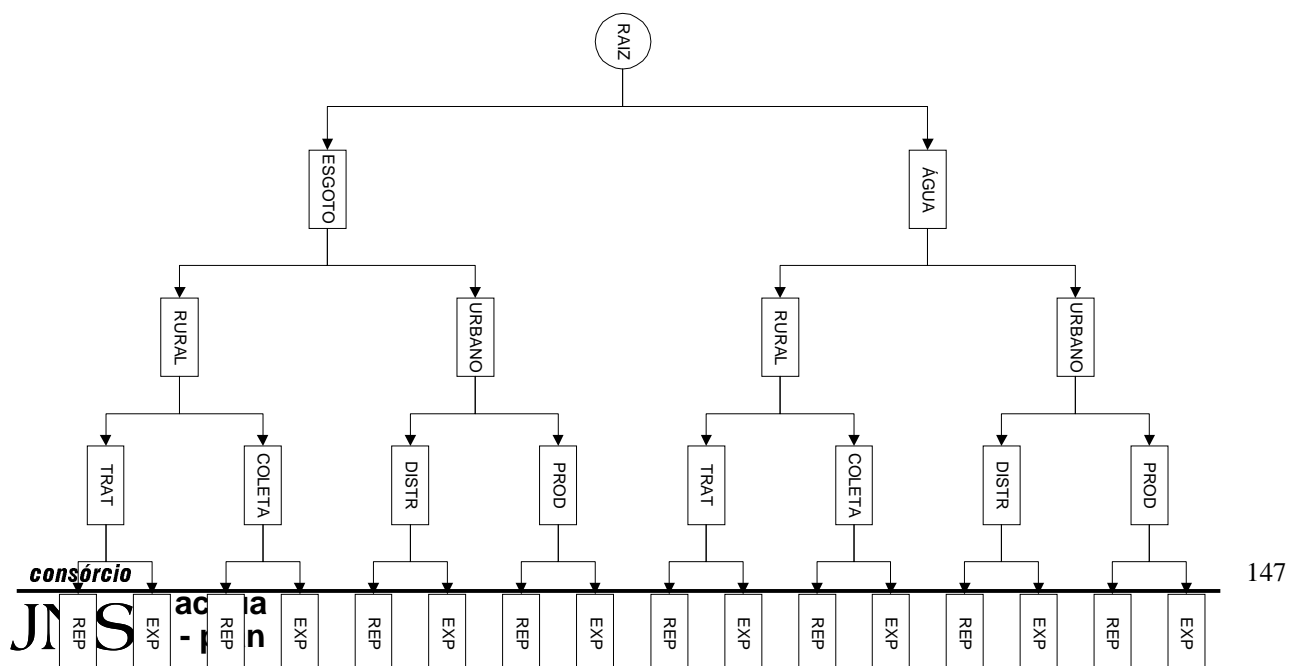 RAIZ
ESGOTO ÁGUA
RURAL URBANO RURAL URBANO
TRAT COLETA DISTR PROD TRAT COLETA DISTR PROD
consórcio
147
REP EXP REP EXP REP EXP REP EXP REP EXP REP EXP REP EXP REP EXP